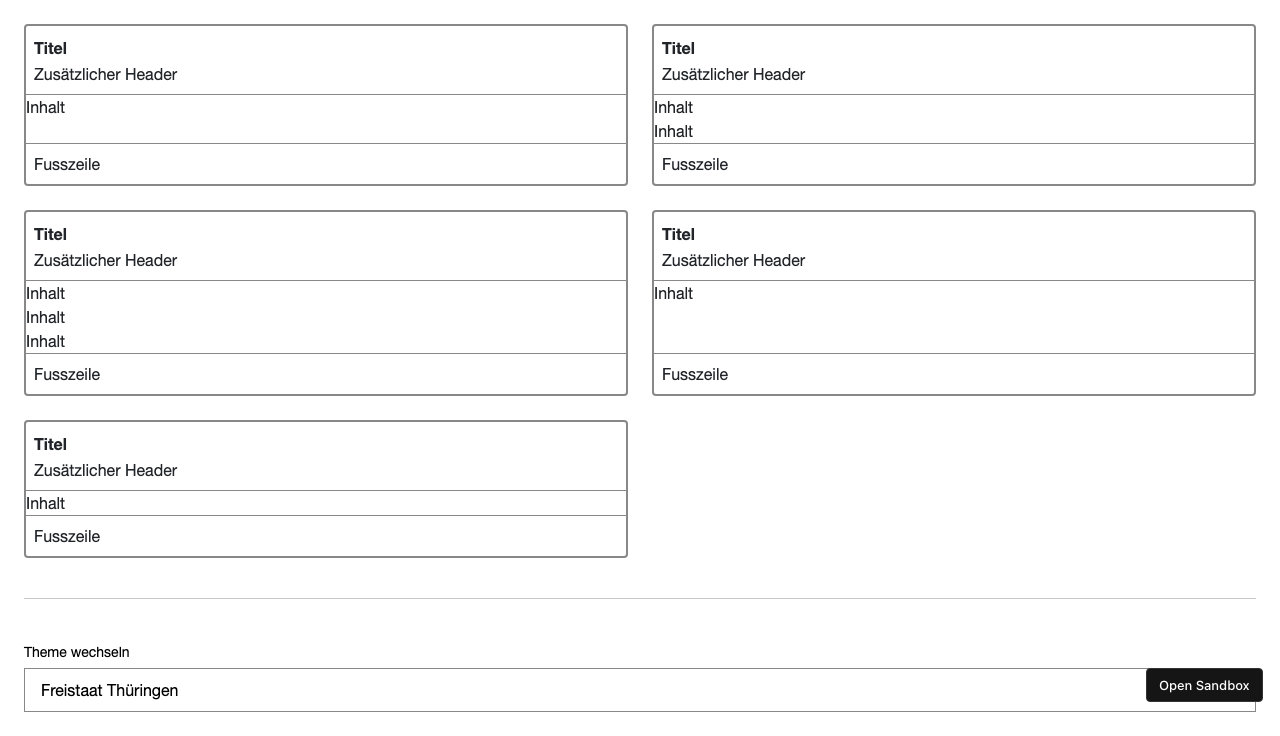 Titel
Zusätzlicher Header
Inhalt
Fusszeile
Titel
Zusätzlicher Header
Inhalt
Inhalt
Fusszeile
Titel
Zusätzlicher Header
Inhalt
Inhalt
Inhalt
Fusszeile
Titel
Zusätzlicher Header
Inhalt
Fusszeile
Titel
Zusätzlicher Header
Inhalt
Fusszeile
Theme wechseln
Freistaat Thüringen
Open Sandbox